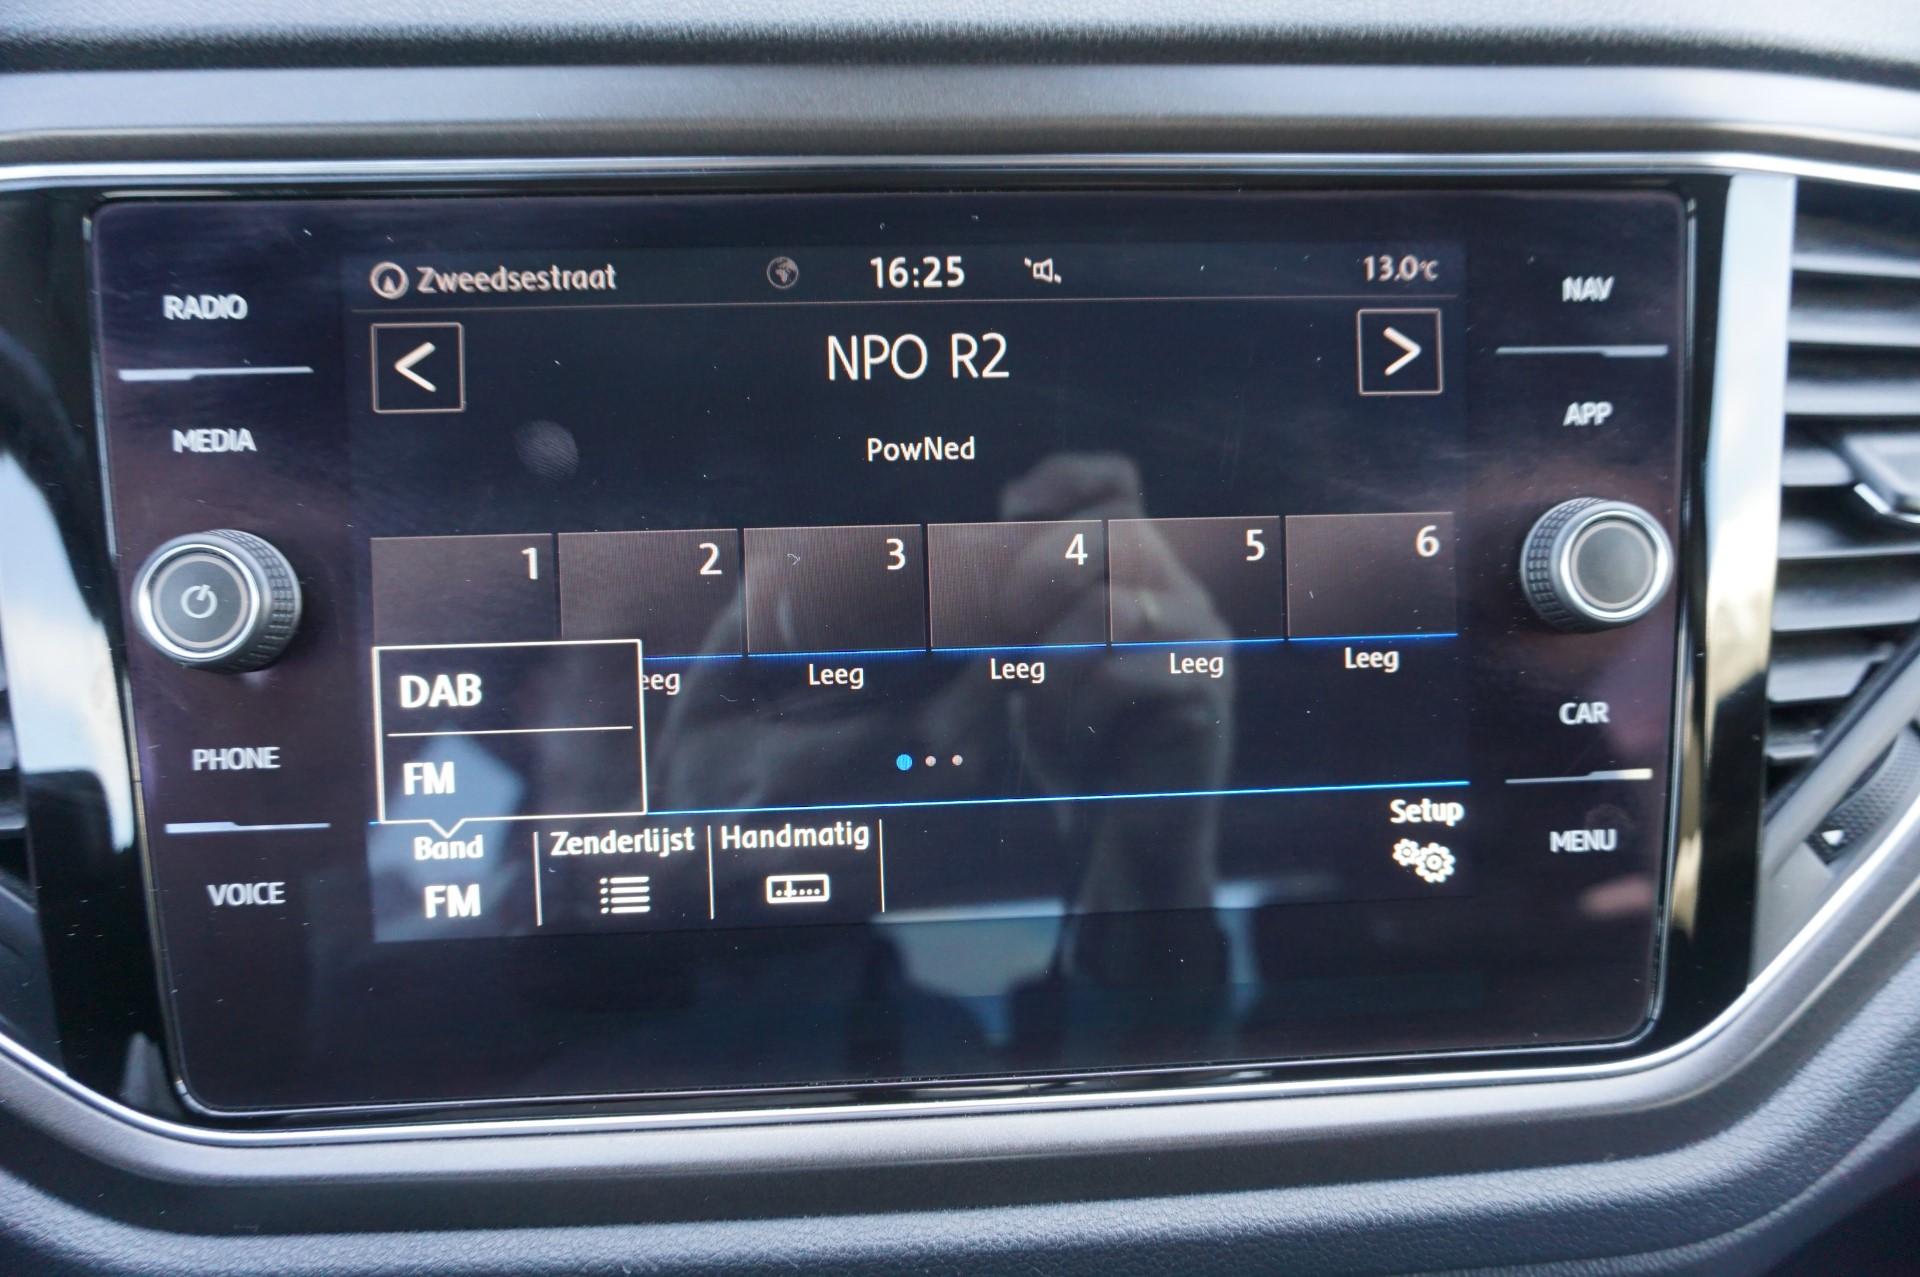 Zweedsestraat 16:25 13.0°C
RADIO
MEDIA
PHONE
VOICE
NPO R2
PowNed
1 2 3 4 5 6
eeg Leeg Leeg Leeg Leeg
DAB
FM
Band
FM
Zenderlijst
Handmatig
Setup
NAV
APP
CAR
MENU